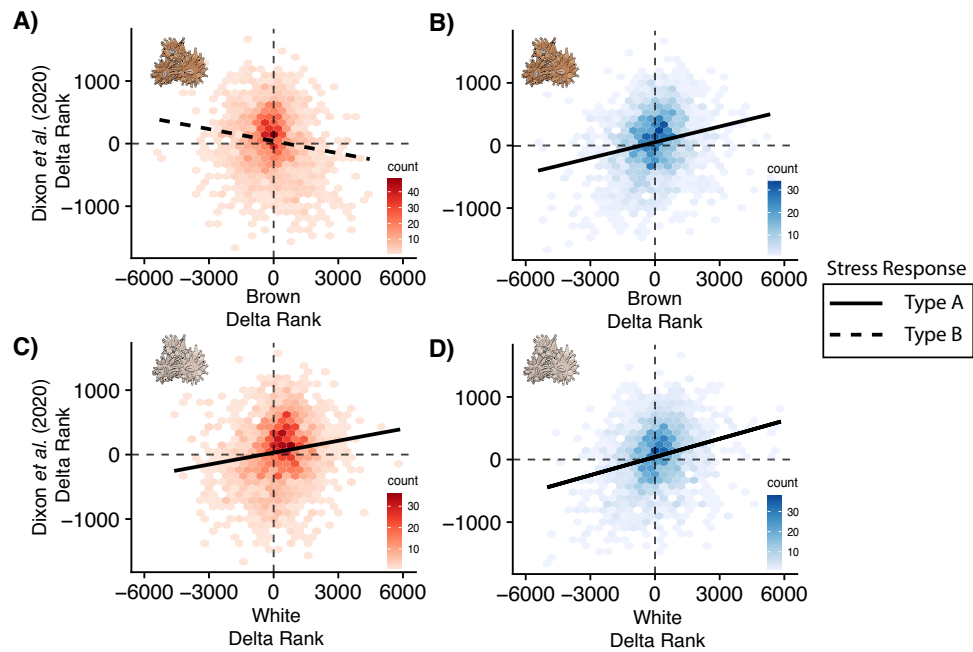 A)
Dixon et al. (2020)
Delta Rank
1000
0
−1000
count
40
30
20
10
−6000 −3000 0 3000 6000
Brown
Delta Rank
B)
1000
0
−1000
count
30
20
10
−6000 −3000 0 3000 6000
Brown
Delta Rank
Stress Response
Type A
Type B
C)
Dixon et al. (2020)
Delta Rank
1000
0
−1000
count
30
20
10
−6000 −3000 0 3000 6000
White
Delta Rank
D)
1000
0
−1000
count
30
20
10
−6000 −3000 0 3000 6000
White
Delta Rank